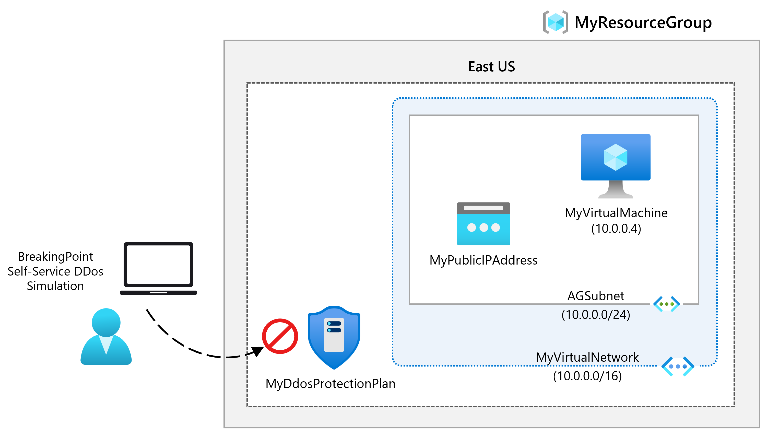 MyResourceGroup
East US
MyVirtualMachine
(10.0.0.4)
MyPublicIPAddress
BreakingPoint
Self-Service DDos
Simulation
AGSubnet
(10.0.0.0/24)
MyVirtualNetwork
(10.0.0.0/16)
MyDdosProtectionPlan